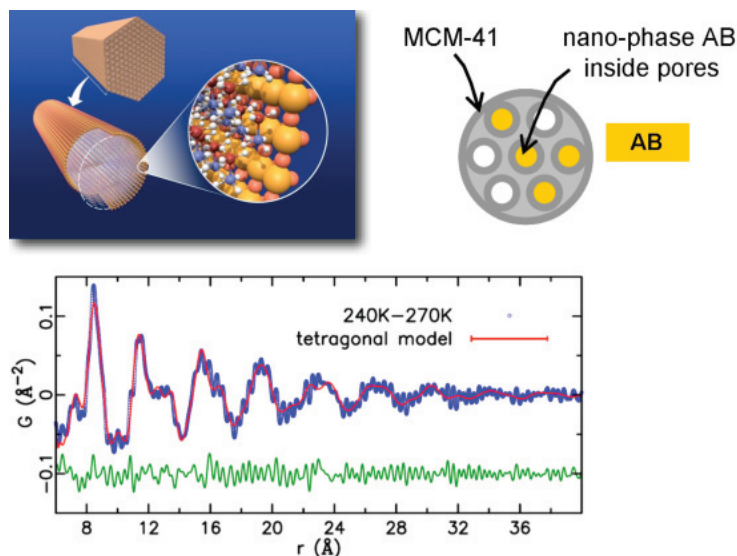 MCM-41
nano-phase AB
inside pores
AB
240K−270K
tetragonal model
G (Å⁻²)
0.1
0
−0.1
8 12 16 20 24 28 32 36
r (Å)